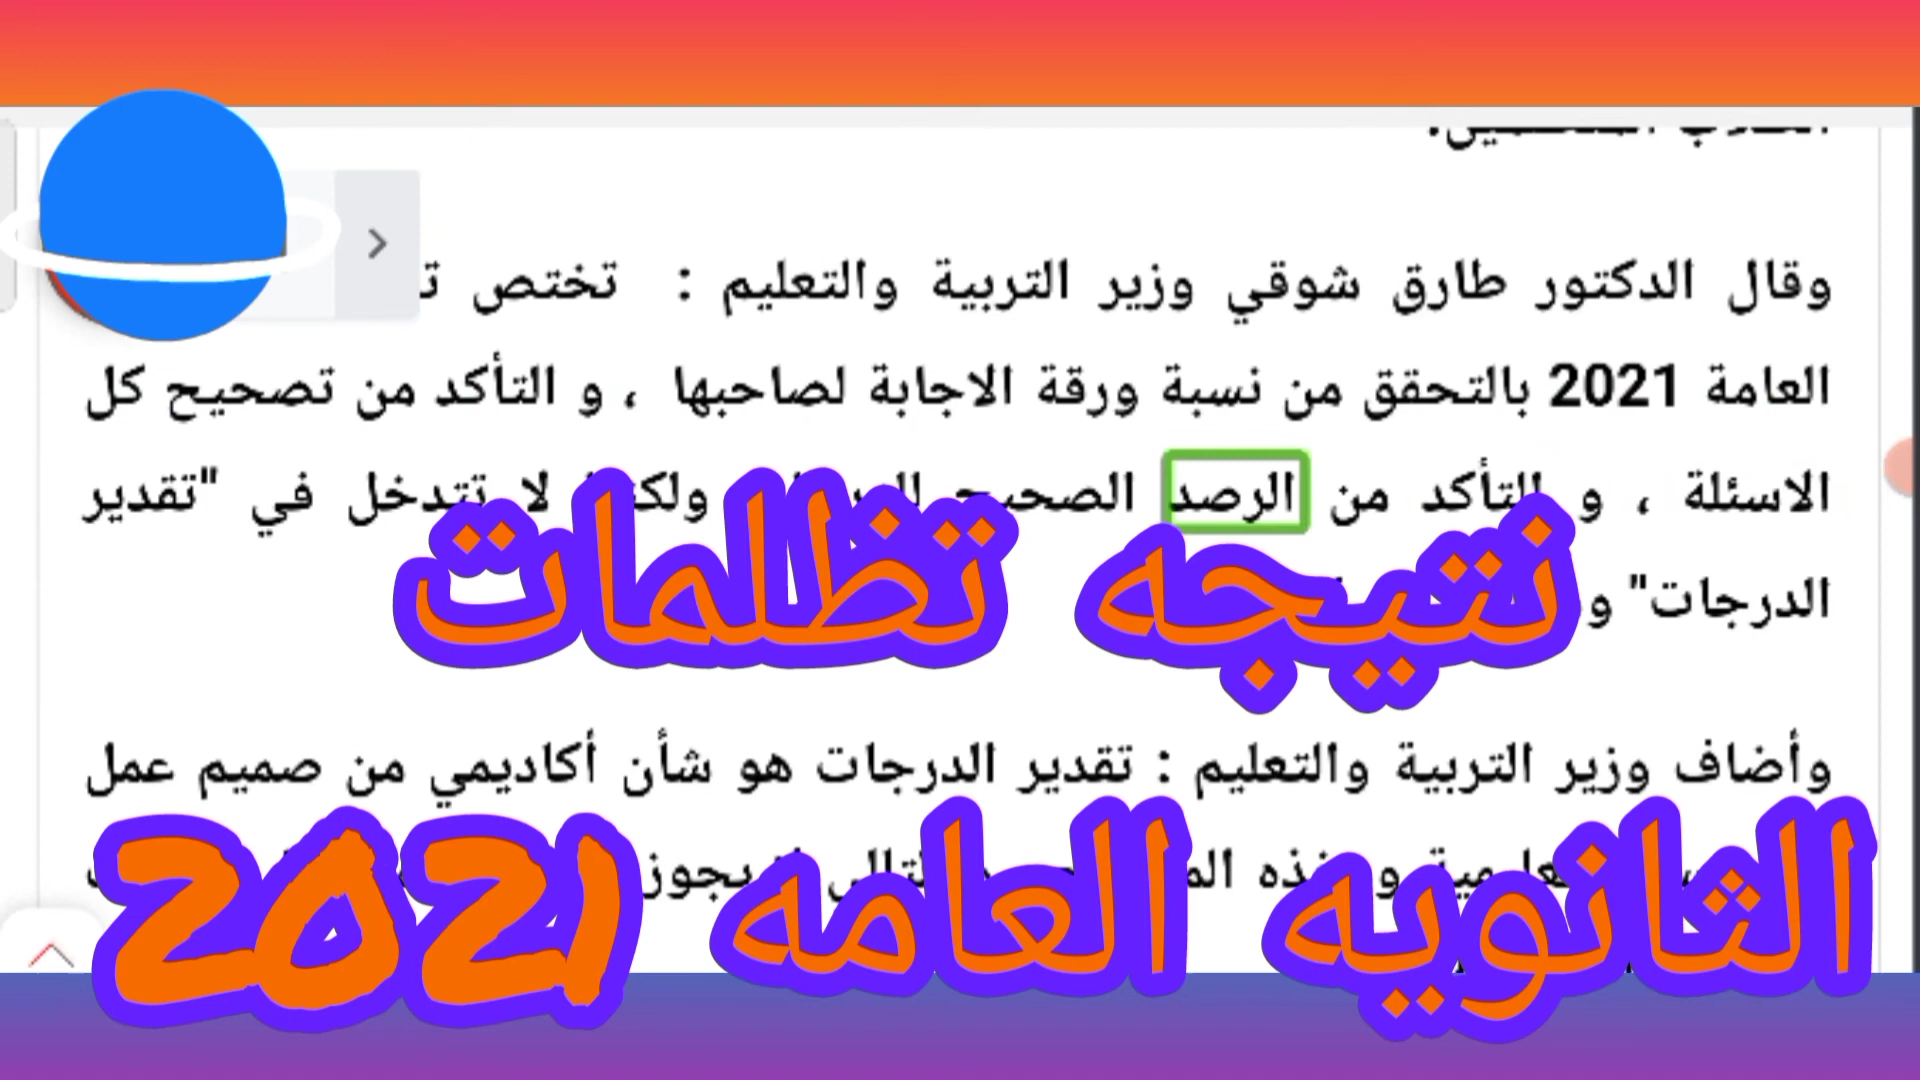 وقال الدكتور طارق شوقي وزير التربية والتعليم : تختص
العامة 2021 بالتحقق من نسبة ورقة الاجابة لصاحبها ، و التأكد من تصحيح كل
الاسئلة ، و التأكد من الرصد الصحيح لا تتدخل في "تقدير
الدرجات" و
نتيجه تظلمات
وأضاف وزير التربية والتعليم : تقدير الدرجات هو شأن أكاديمي من صميم عمل
يجوز
الثانويه العامه 2021